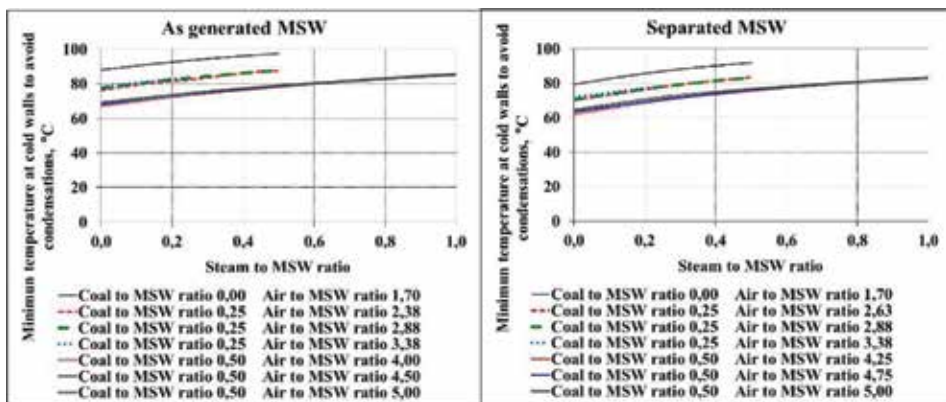 As generated MSW
Minimun temperature at cold walls to avoid
condensations, °C
100
80
60
40
20
0
0,0 0,2 0,4 0,6 0,8 1,0
Steam to MSW ratio
Coal to MSW ratio 0,00 Air to MSW ratio 1,70
Coal to MSW ratio 0,25 Air to MSW ratio 2,38
Coal to MSW ratio 0,25 Air to MSW ratio 2,88
Coal to MSW ratio 0,25 Air to MSW ratio 3,38
Coal to MSW ratio 0,50 Air to MSW ratio 4,00
Coal to MSW ratio 0,50 Air to MSW ratio 4,50
Coal to MSW ratio 0,50 Air to MSW ratio 5,00
Separated MSW
Minimun temperature at cold walls to avoid
condensations, °C
100
80
60
40
20
0
0,0 0,2 0,4 0,6 0,8 1,0
Steam to MSW ratio
Coal to MSW ratio 0,00 Air to MSW ratio 1,70
Coal to MSW ratio 0,25 Air to MSW ratio 2,63
Coal to MSW ratio 0,25 Air to MSW ratio 2,88
Coal to MSW ratio 0,25 Air to MSW ratio 3,38
Coal to MSW ratio 0,50 Air to MSW ratio 4,25
Coal to MSW ratio 0,50 Air to MSW ratio 4,75
Coal to MSW ratio 0,50 Air to MSW ratio 5,00